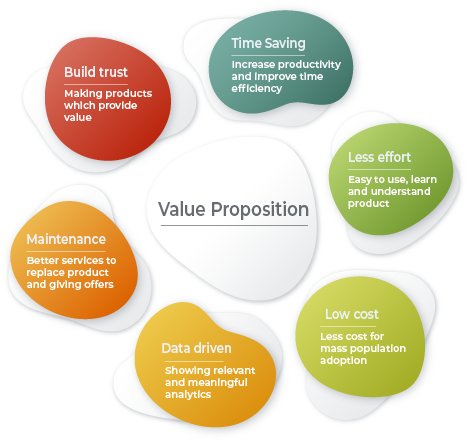 Time Saving
Increase productivity
and improve time
efficiency
Build trust
Making products
which provide
value
Less effort
Easy to use, learn
and understand
product
Value Proposition
Maintenance
Better services to
replace product
and giving offers
Low cost
Less cost for
mass population
adoption
Data driven
Showing relevant
and meaningful
analytics